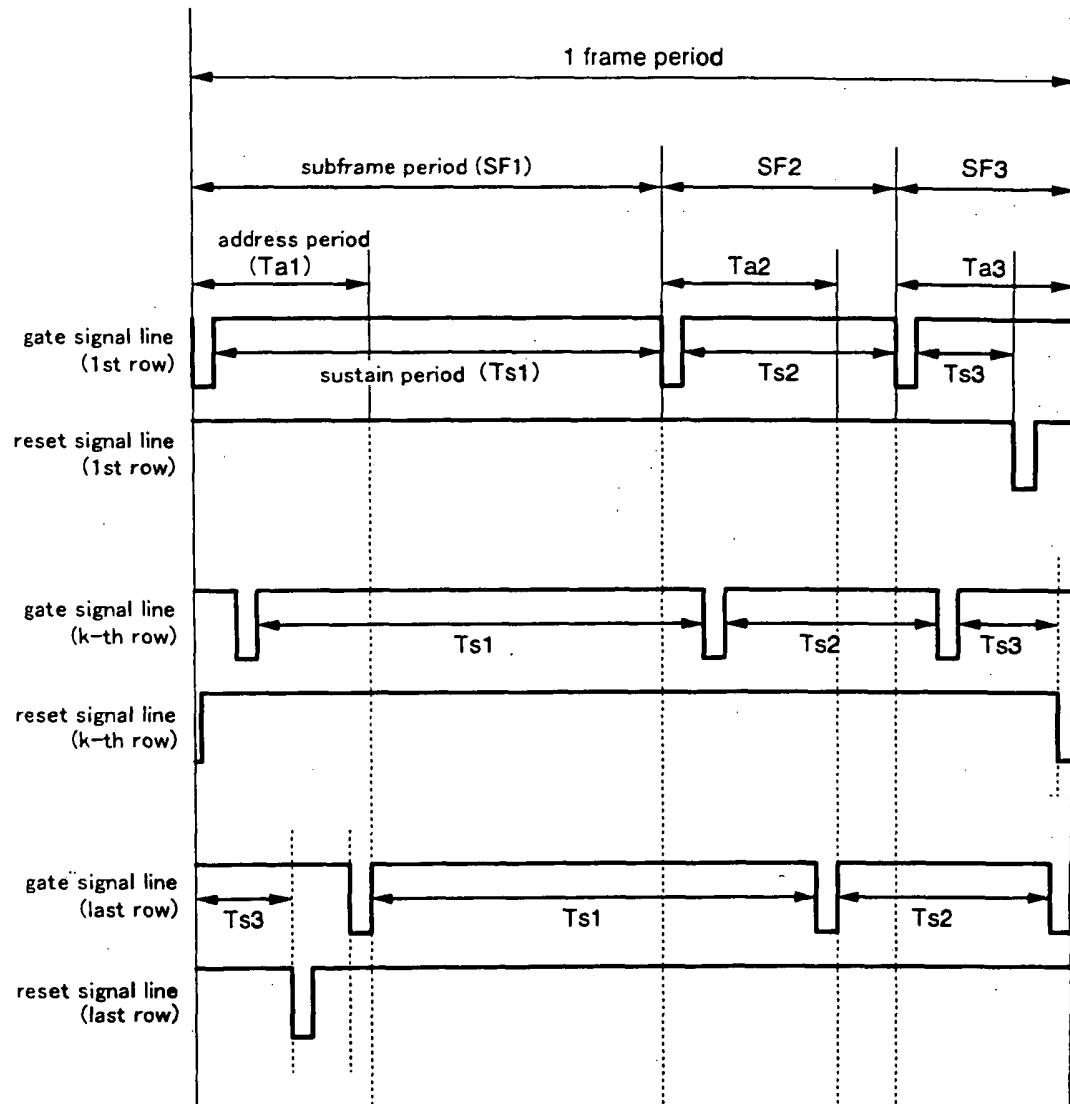 1 frame period
subframe period (SF1)
SF2
SF3
address period
(Ta1)
Ta2
Ta3
gate signal line
(1st row)
sustain period (Ts1)
Ts2
Ts3
reset signal line
(1st row)
gate signal line
(k-th row)
Ts1
Ts2
Ts3
reset signal line
(k-th row)
gate signal line
(last row)
Ts3
Ts1
Ts2
reset signal line
(last row)